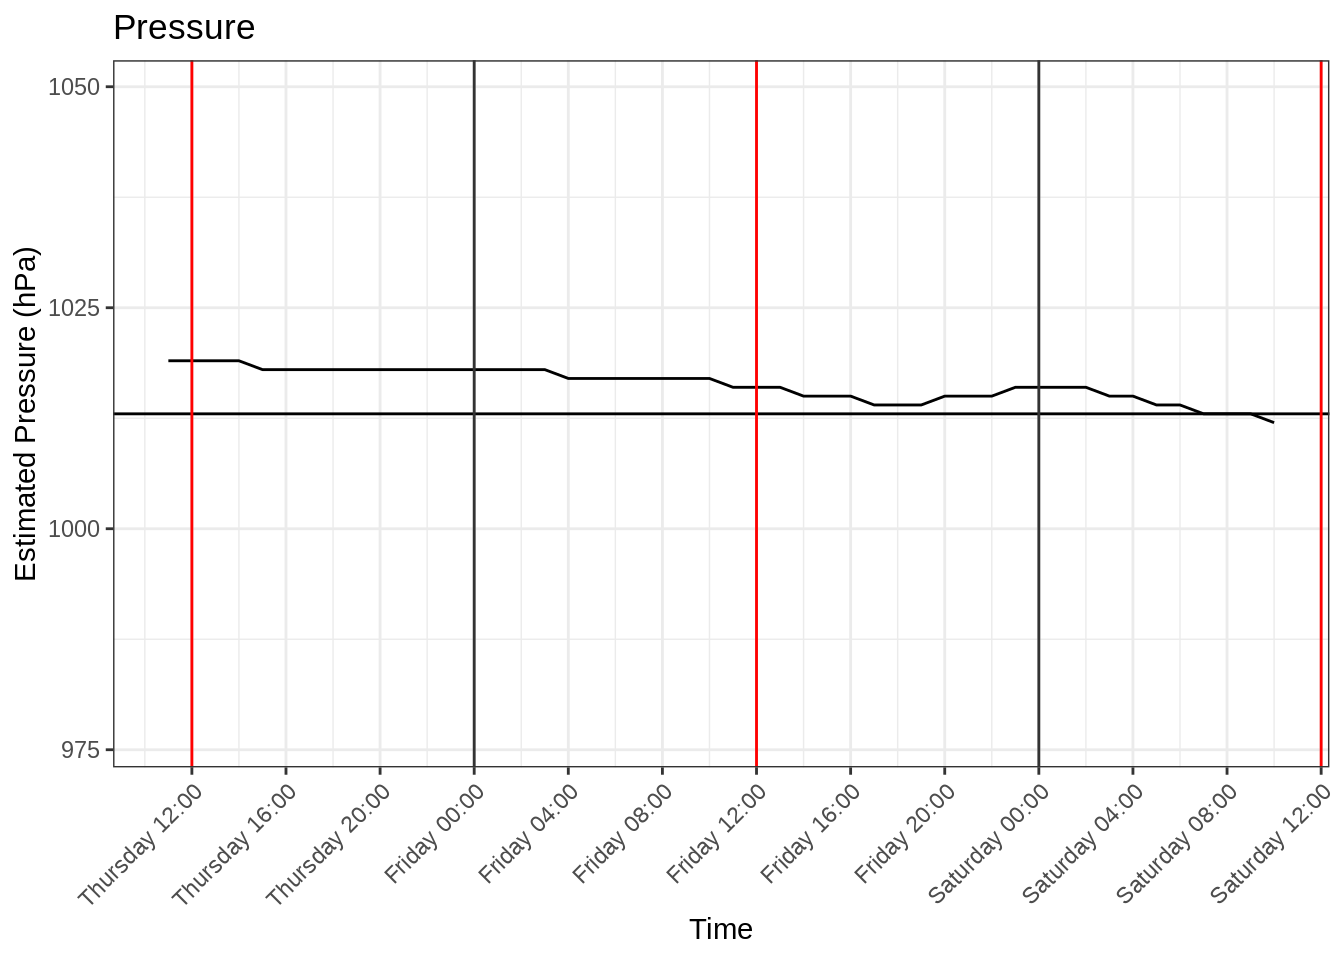 Pressure
Estimated Pressure (hPa)
1050
1025
1000
975
Thursday 12:00
Thursday 16:00
Thursday 20:00
Friday 00:00
Friday 04:00
Friday 08:00
Friday 12:00
Friday 16:00
Friday 20:00
Saturday 00:00
Saturday 04:00
Saturday 08:00
Saturday 12:00
Time